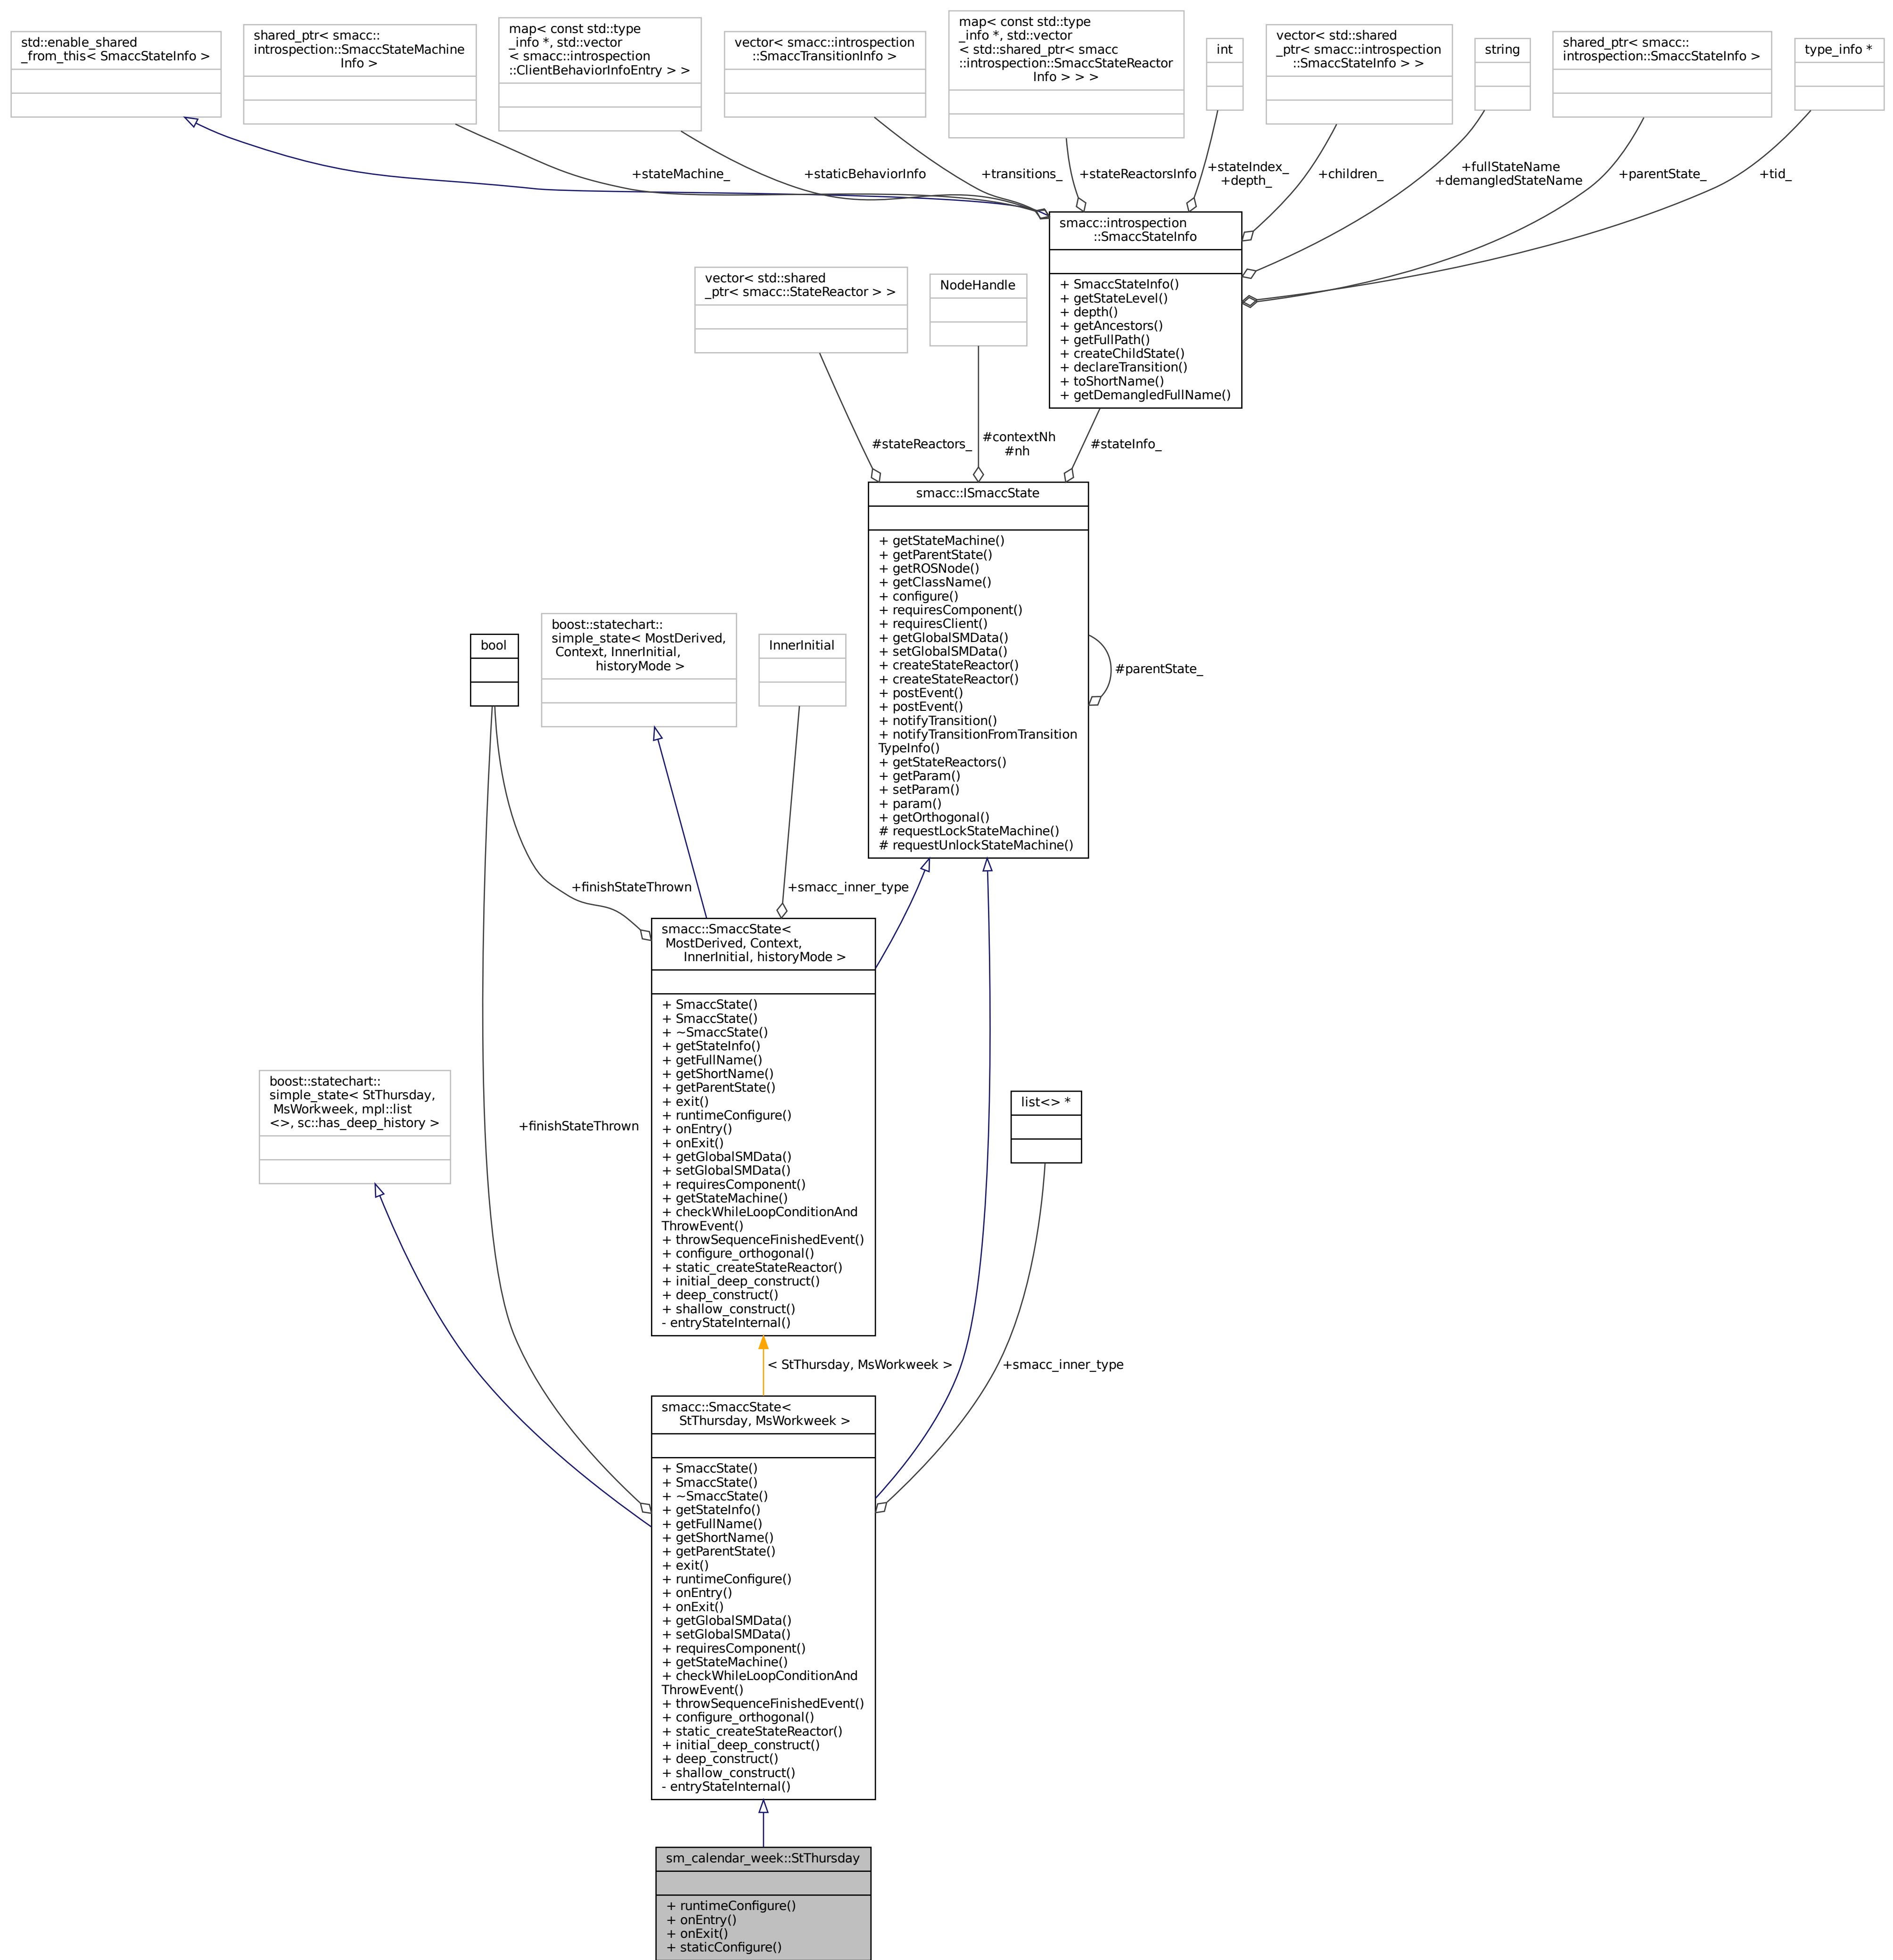 std::enable_shared
_from_this< SmaccStateInfo >
shared_ptr< smacc::
introspection::SmaccStateMachine
Info >
map< const std::type
_info *, std::vector
< smacc::introspection
::ClientBehaviorInfoEntry > >
vector< smacc::introspection
::SmaccTransitionInfo >
map< const std::type
_info *, std::vector
< std::shared_ptr< smacc
::introspection::SmaccStateReactor
Info > > >
int
vector< std::shared
_ptr< smacc::introspection
::SmaccStateInfo > >
string
shared_ptr< smacc::
introspection::SmaccStateInfo >
type_info *
+stateMachine_
+staticBehaviorInfo
+transitions_
+stateReactorsInfo
+stateIndex_
+depth_
+children_
+fullStateName
+demangledStateName
+parentState_
+tid_
smacc::introspection
::SmaccStateInfo
+ SmaccStateInfo()
+ getStateLevel()
+ depth()
+ getAncestors()
+ getFullPath()
+ createChildState()
+ declareTransition()
+ toShortName()
+ getDemangledFullName()
vector< std::shared
_ptr< smacc::StateReactor > >
NodeHandle
#stateReactors_
#contextNh
#nh
#stateInfo_
smacc::ISmaccState
+ getStateMachine()
+ getParentState()
+ getROSNode()
+ getClassName()
+ configure()
+ requiresComponent()
+ requiresClient()
+ getGlobalSMData()
+ setGlobalSMData()
+ createStateReactor()
+ createStateReactor()
+ postEvent()
+ postEvent()
+ notifyTransition()
+ notifyTransitionFromTransition
TypeInfo()
+ getStateReactors()
+ getParam()
+ setParam()
+ param()
+ getOrthogonal()
# requestLockStateMachine()
# requestUnlockStateMachine()
#parentState_
bool
boost::statechart::
simple_state< MostDerived,
Context, InnerInitial,
historyMode >
InnerInitial
+finishStateThrown
+smacc_inner_type
smacc::SmaccState<
MostDerived, Context,
InnerInitial, historyMode >
+ SmaccState()
+ SmaccState()
+ ~SmaccState()
+ getStateInfo()
+ getFullName()
+ getShortName()
+ getParentState()
+ exit()
+ runtimeConfigure()
+ onEntry()
+ onExit()
+ getGlobalSMData()
+ setGlobalSMData()
+ requiresComponent()
+ getStateMachine()
+ checkWhileLoopConditionAnd
ThrowEvent()
+ throwSequenceFinishedEvent()
+ configure_orthogonal()
+ static_createStateReactor()
+ initial_deep_construct()
+ deep_construct()
+ shallow_construct()
- entryStateInternal()
boost::statechart::
simple_state< StThursday,
MsWorkweek, mpl::list
<>, sc::has_deep_history >
+finishStateThrown
list<> *
< StThursday, MsWorkweek >
+smacc_inner_type
smacc::SmaccState<
StThursday, MsWorkweek >
+ SmaccState()
+ SmaccState()
+ ~SmaccState()
+ getStateInfo()
+ getFullName()
+ getShortName()
+ getParentState()
+ exit()
+ runtimeConfigure()
+ onEntry()
+ onExit()
+ getGlobalSMData()
+ setGlobalSMData()
+ requiresComponent()
+ getStateMachine()
+ checkWhileLoopConditionAnd
ThrowEvent()
+ throwSequenceFinishedEvent()
+ configure_orthogonal()
+ static_createStateReactor()
+ initial_deep_construct()
+ deep_construct()
+ shallow_construct()
- entryStateInternal()
sm_calendar_week::StThursday
+ runtimeConfigure()
+ onEntry()
+ onExit()
+ staticConfigure()